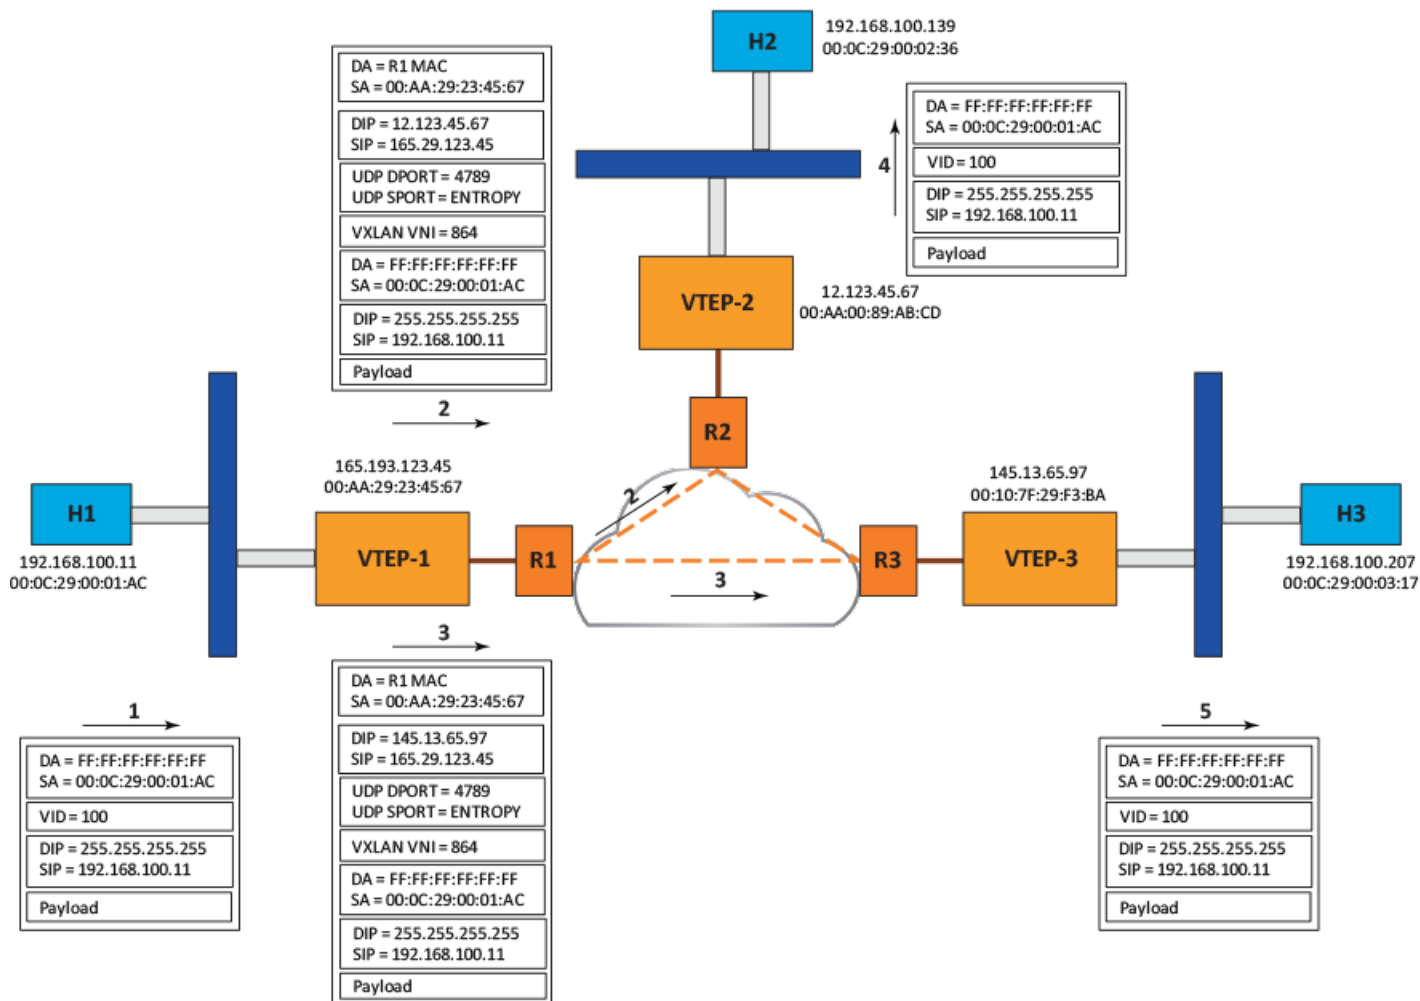 H2
192.168.100.139
00:0C:29:00:02:36
DA = R1 MAC
SA = 00:AA:29:23:45:67
DIP = 12.123.45.67
SIP = 165.29.123.45
UDP DPORT = 4789
UDP SPORT = ENTROPY
VXLAN VNI = 864
DA = FF:FF:FF:FF:FF:FF
SA = 00:0C:29:00:01:AC
DIP = 255.255.255.255
SIP = 192.168.100.11
Payload
2
4
DA = FF:FF:FF:FF:FF:FF
SA = 00:0C:29:00:01:AC
VID = 100
DIP = 255.255.255.255
SIP = 192.168.100.11
Payload
VTEP-2
12.123.45.67
00:AA:00:89:AB:CD
R2
H1
192.168.100.11
00:0C:29:00:01:AC
165.193.123.45
00:AA:29:23:45:67
VTEP-1
R1
2
3
R3
145.13.65.97
00:10:7F:29:F3:BA
VTEP-3
H3
192.168.100.207
00:0C:29:00:03:17
1
DA = FF:FF:FF:FF:FF:FF
SA = 00:0C:29:00:01:AC
VID = 100
DIP = 255.255.255.255
SIP = 192.168.100.11
Payload
3
DA = R1 MAC
SA = 00:AA:29:23:45:67
DIP = 145.13.65.97
SIP = 165.29.123.45
UDP DPORT = 4789
UDP SPORT = ENTROPY
VXLAN VNI = 864
DA = FF:FF:FF:FF:FF:FF
SA = 00:0C:29:00:01:AC
DIP = 255.255.255.255
SIP = 192.168.100.11
Payload
5
DA = FF:FF:FF:FF:FF:FF
SA = 00:0C:29:00:01:AC
VID = 100
DIP = 255.255.255.255
SIP = 192.168.100.11
Payload